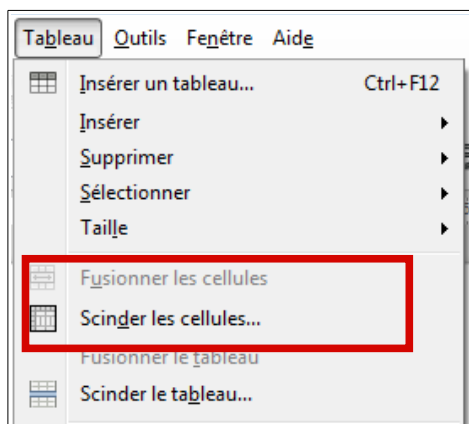 Tableau Outils Fenêtre Aide
Insérer un tableau... Ctrl+F12
Insérer
Supprimer
Sélectionner
Taille
Fusionner les cellules
Scinder les cellules...
Fusionner le tableau
Scinder le tableau...